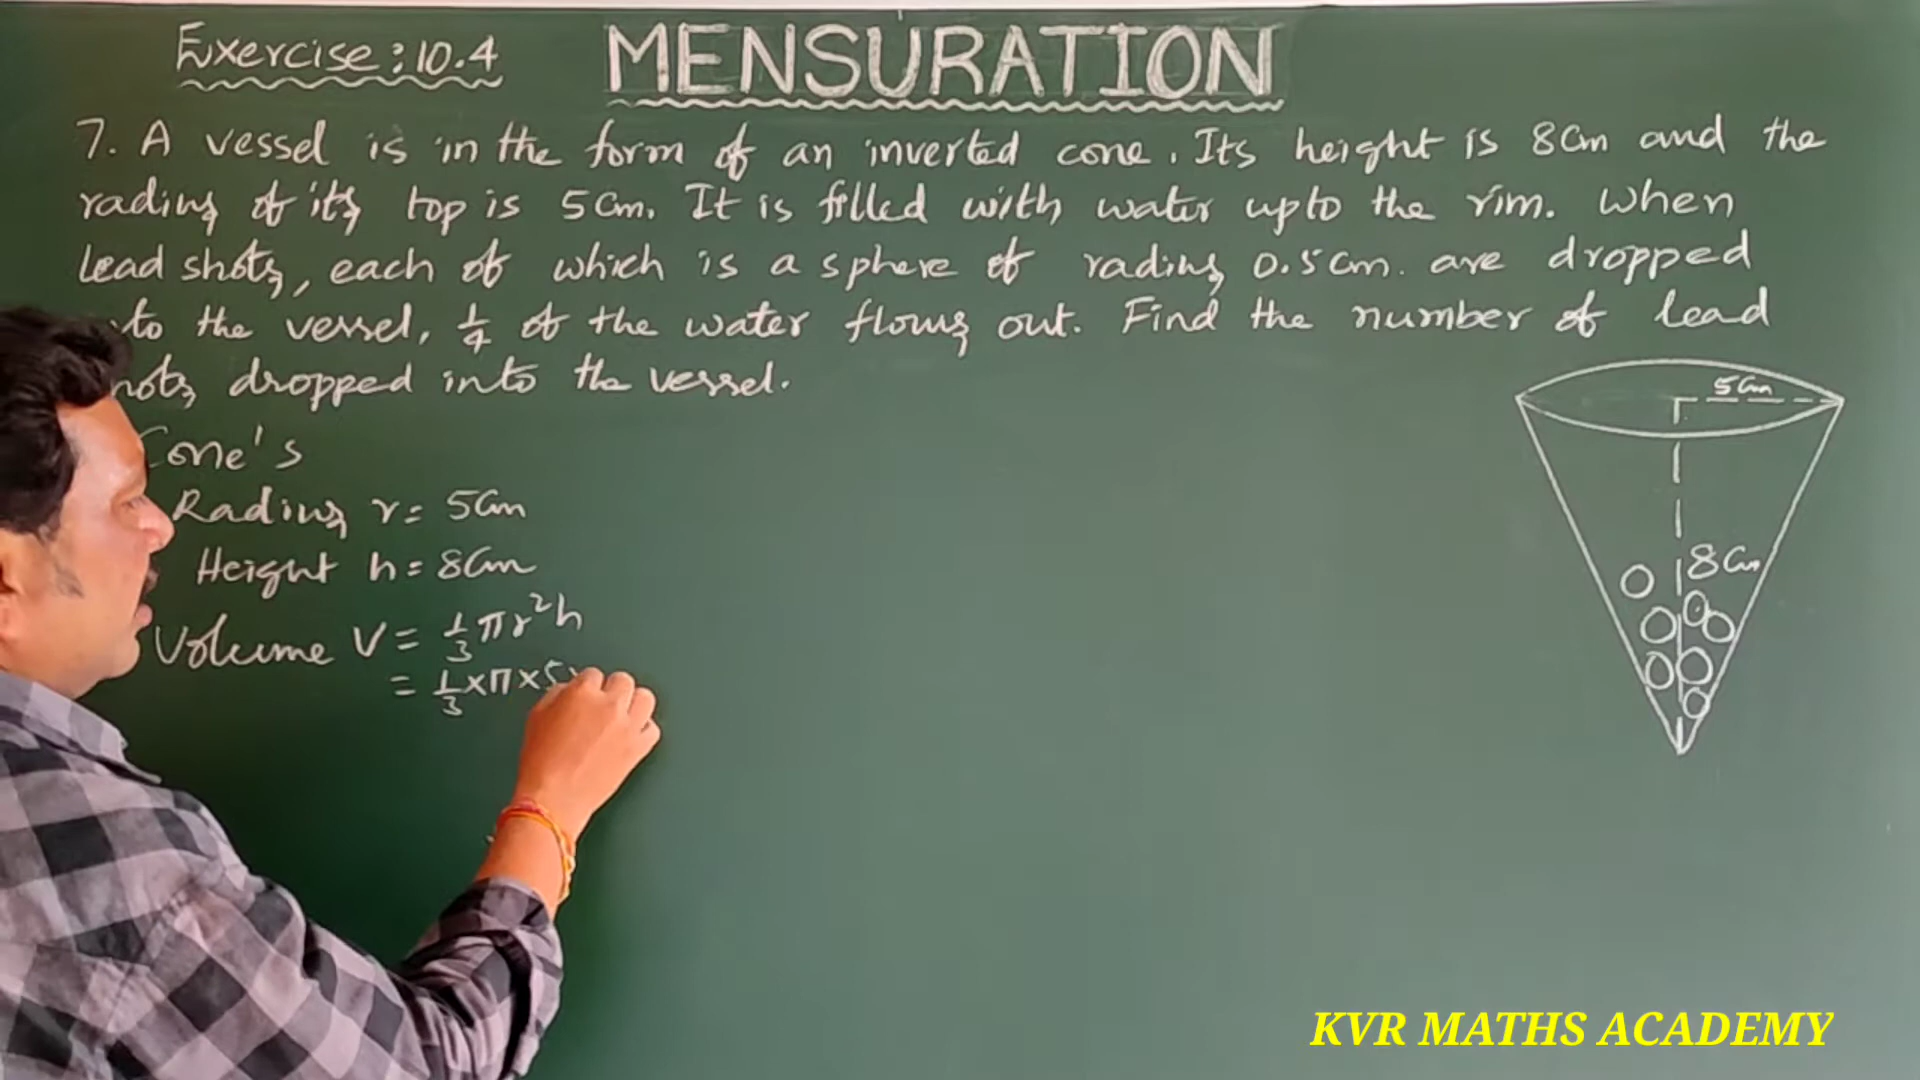 Exercise: 10.4 MENSURATION
7. A vessel is in the form of an inverted cone. Its height is 8cm and the
radius of its top is 5cm. It is filled with water upto the rim. When
lead shots, each of which is a sphere of radius 0.5cm. are dropped
to the vessel, 1/4 of the water flows out. Find the number of lead
hots dropped into the vessel.
Cone's
Radius r = 5cm
Height h = 8cm
Volume V = 1/3 πr²h
= 1/3 × π × 5 ×
5cm
8cm
KVR MATHS ACADEMY